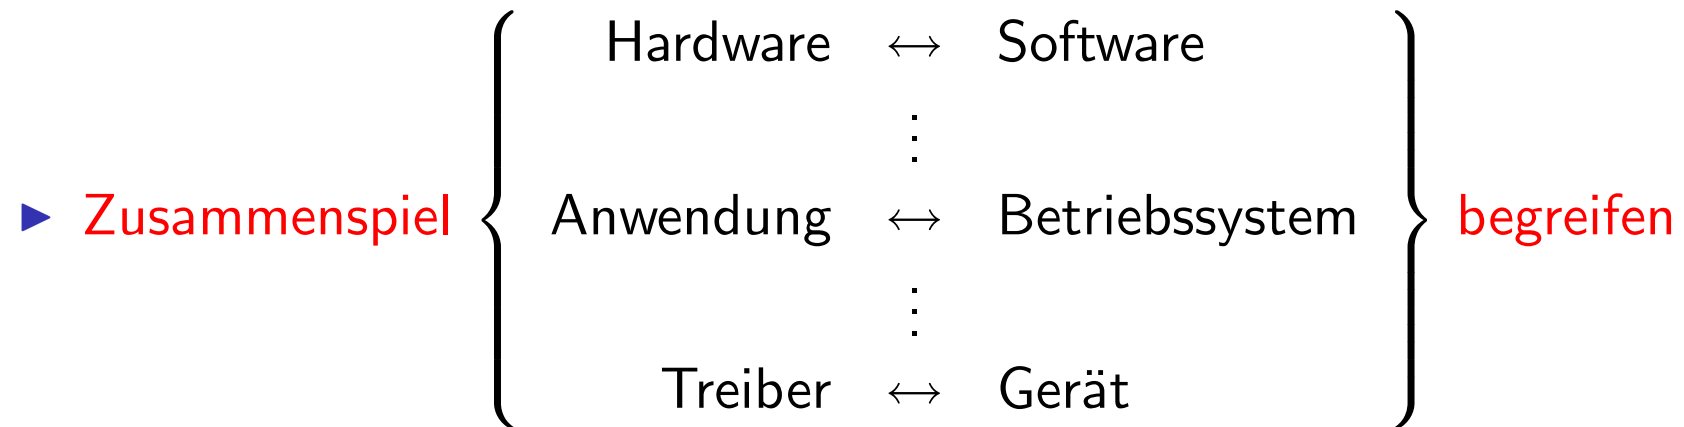 Hardware ↔ Software
⋮
▶ Zusammenspiel { Anwendung ↔ Betriebssystem } begreifen
⋮
Treiber ↔ Gerät